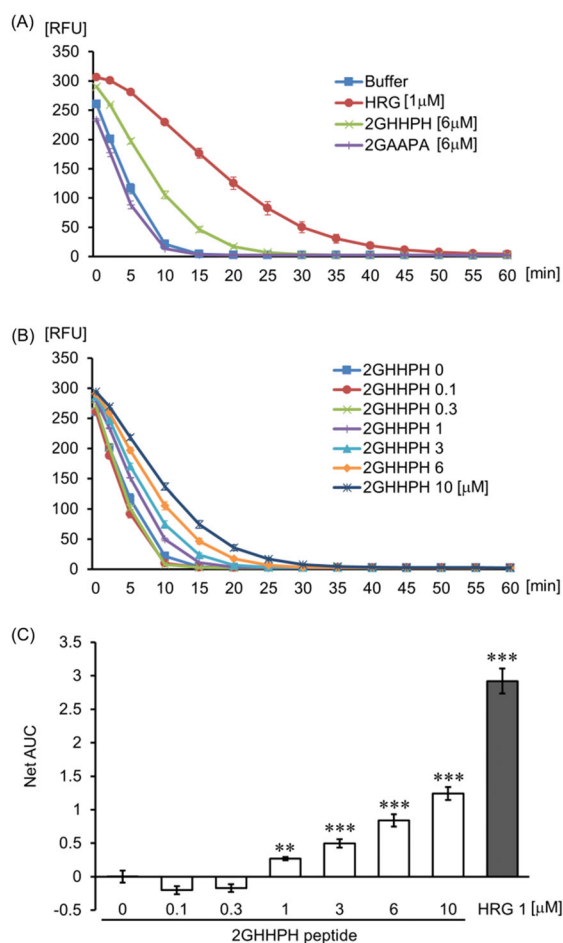 (A)
[RFU]
350
300
250
200
150
100
50
0
Buffer
HRG [1μM]
2GHHPH [6μM]
2GAAPA [6μM]
0 5 10 15 20 25 30 35 40 45 50 55 60 [min]
(B)
[RFU]
350
300
250
200
150
100
50
0
2GHHPH 0
2GHHPH 0.1
2GHHPH 0.3
2GHHPH 1
2GHHPH 3
2GHHPH 6
2GHHPH 10 [μM]
0 5 10 15 20 25 30 35 40 45 50 55 60 [min]
(C)
Net AUC
3.5
3
2.5
2
1.5
1
0.5
0
-0.5
** *** *** *** ***
0 0.1 0.3 1 3 6 10 HRG 1 [μM]
2GHHPH peptide